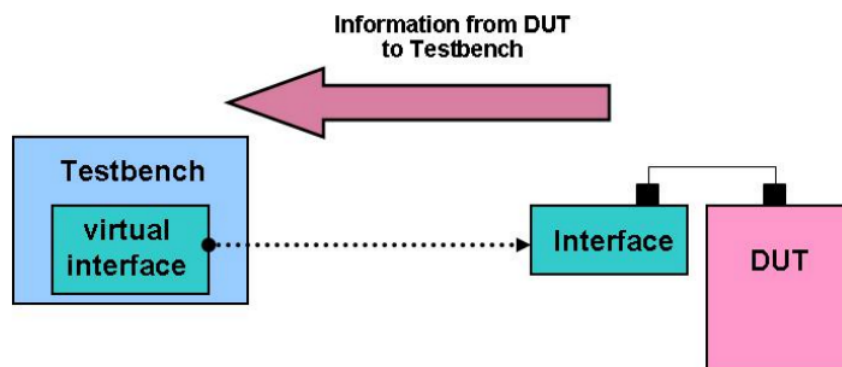 Information from DUT
to Testbench
Testbench
virtual
interface
Interface
DUT